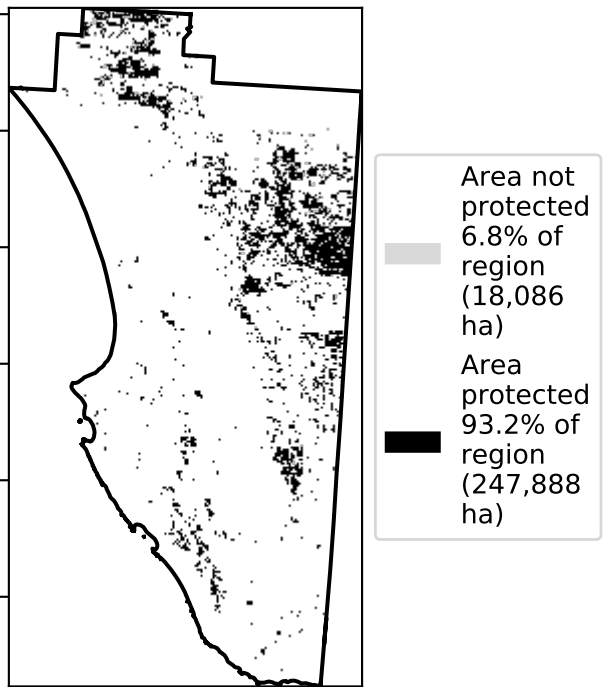 Area not
protected
6.8% of
region
(18,086
ha)
Area
protected
93.2% of
region
(247,888
ha)